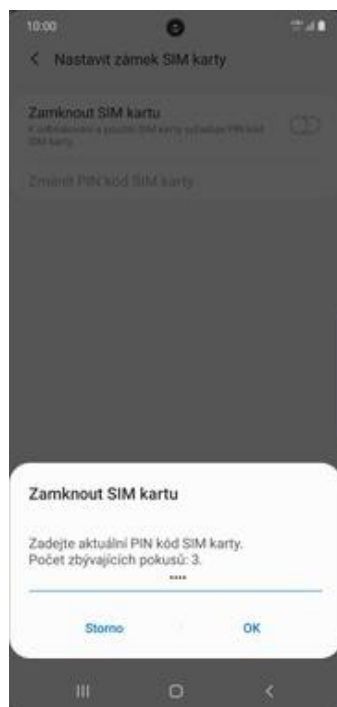 10:00
Nastavit zámek SIM karty
Zamknout SIM kartu
K odblokování a použití SIM karty vyžaduje PIN kód
SIM karty.
Změnit PIN kód SIM karty
Zamknout SIM kartu
Zadejte aktuální PIN kód SIM karty.
Počet zbývajících pokusů: 3.
••••
Storno
OK